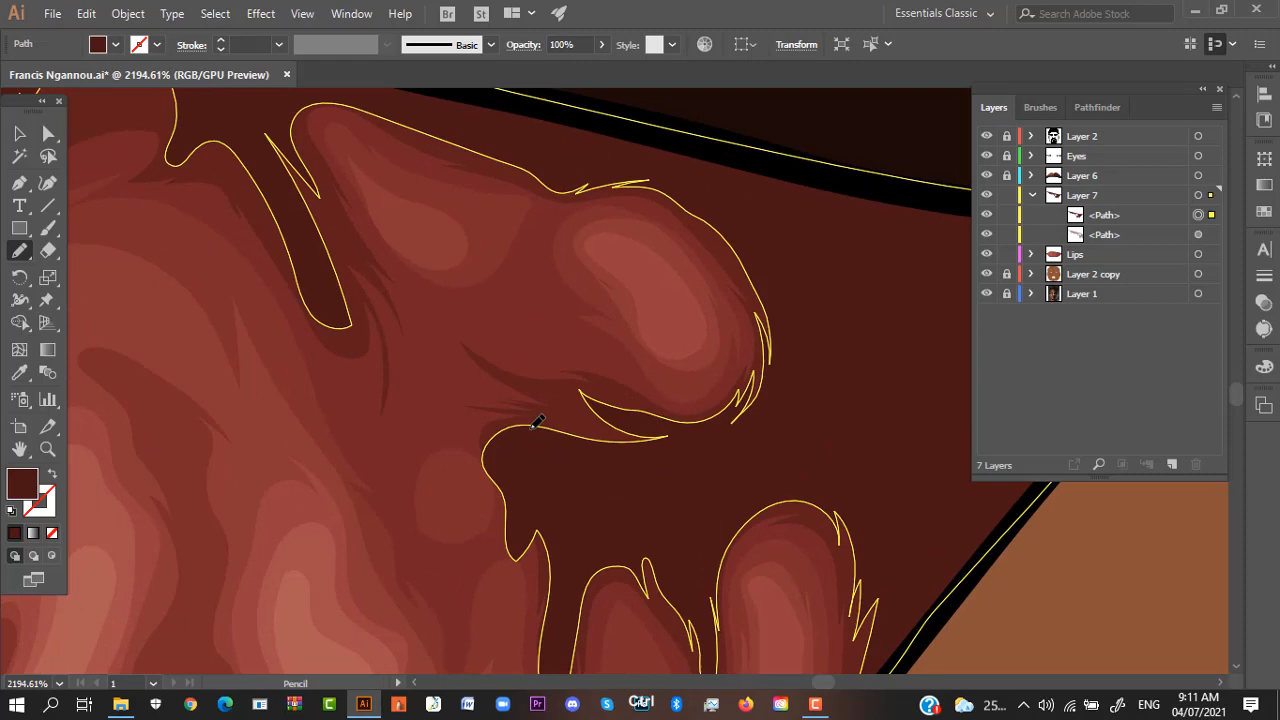 Ai File Edit Object Type Select Effect View Window Help Br St Essentials Classic Search Adobe Stock
Path Stroke: Basic Opacity: 100% Style: Transform
Francis Ngannou.ai* @ 2194.61% (RGB/GPU Preview)
Layers Brushes Pathfinder
Layer 2
Eyes
Layer 6
Layer 7
<Path>
<Path>
Lips
Layer 2 copy
Layer 1
7 Layers
2194.61% 1 Pencil
Ctrl
25... ENG 9:11 AM
04/07/2021